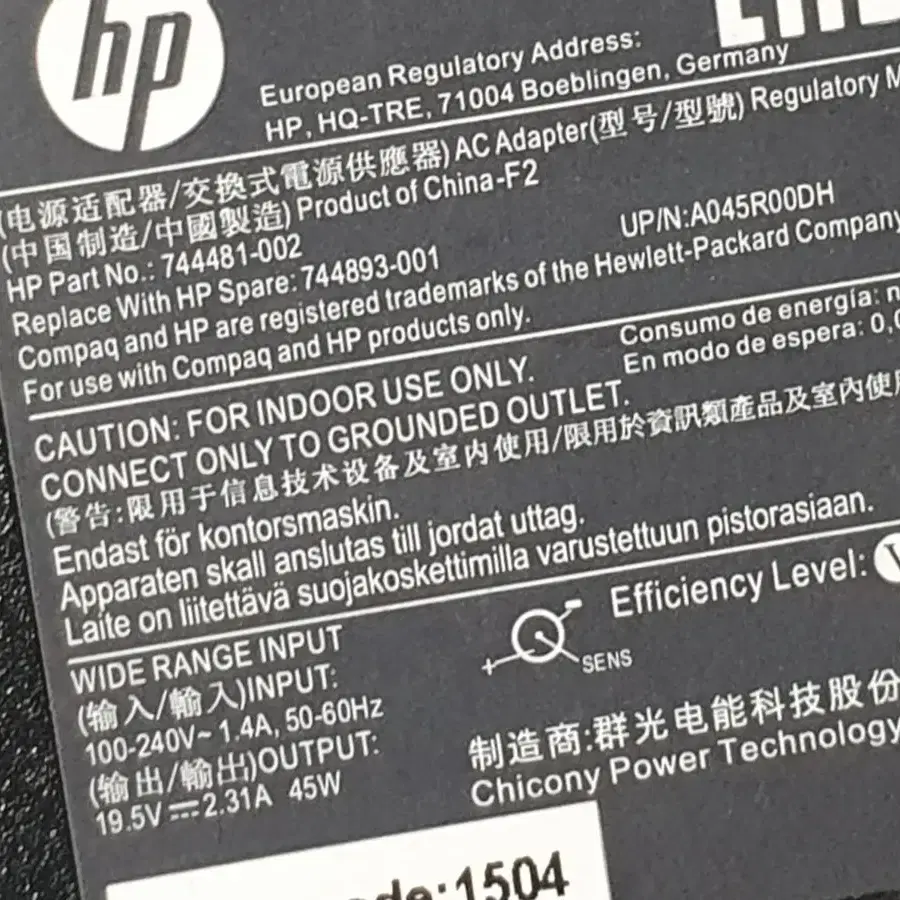 hp
European Regulatory Address:
HP, HQ-TRE, 71004 Boeblingen, Germany
(电源适配器/交換式電源供應器) AC Adapter(型号/型號) Regulatory
(中国制造/中國製造) Product of China-F2
HP Part No.: 744481-002
UP/N:A045R00DH
Replace With HP Spare: 744893-001
Compaq and HP are registered trademarks of the Hewlett-Packard Company
For use with Compaq and HP products only.
Consumo de energía:
En modo de espera:
CAUTION: FOR INDOOR USE ONLY.
CONNECT ONLY TO GROUNDED OUTLET.
(警告:限用于信息技术设备及室内使用/限用於資訊類產品及室內使用
Endast för kontorsmaskin.
Apparaten skall anslutas till jordat uttag.
Laite on liitettävä suojakoskettimilla varustettuun pistorasiaan.
Efficiency Level:
WIDE RANGE INPUT
SENS
(输入/輸入)INPUT:
100-240V~ 1.4A, 50-60Hz
(输出/輸出)OUTPUT:
19.5V⎓2.31A 45W
制造商:群光电能科技股份
Chicony Power Technology
:1504